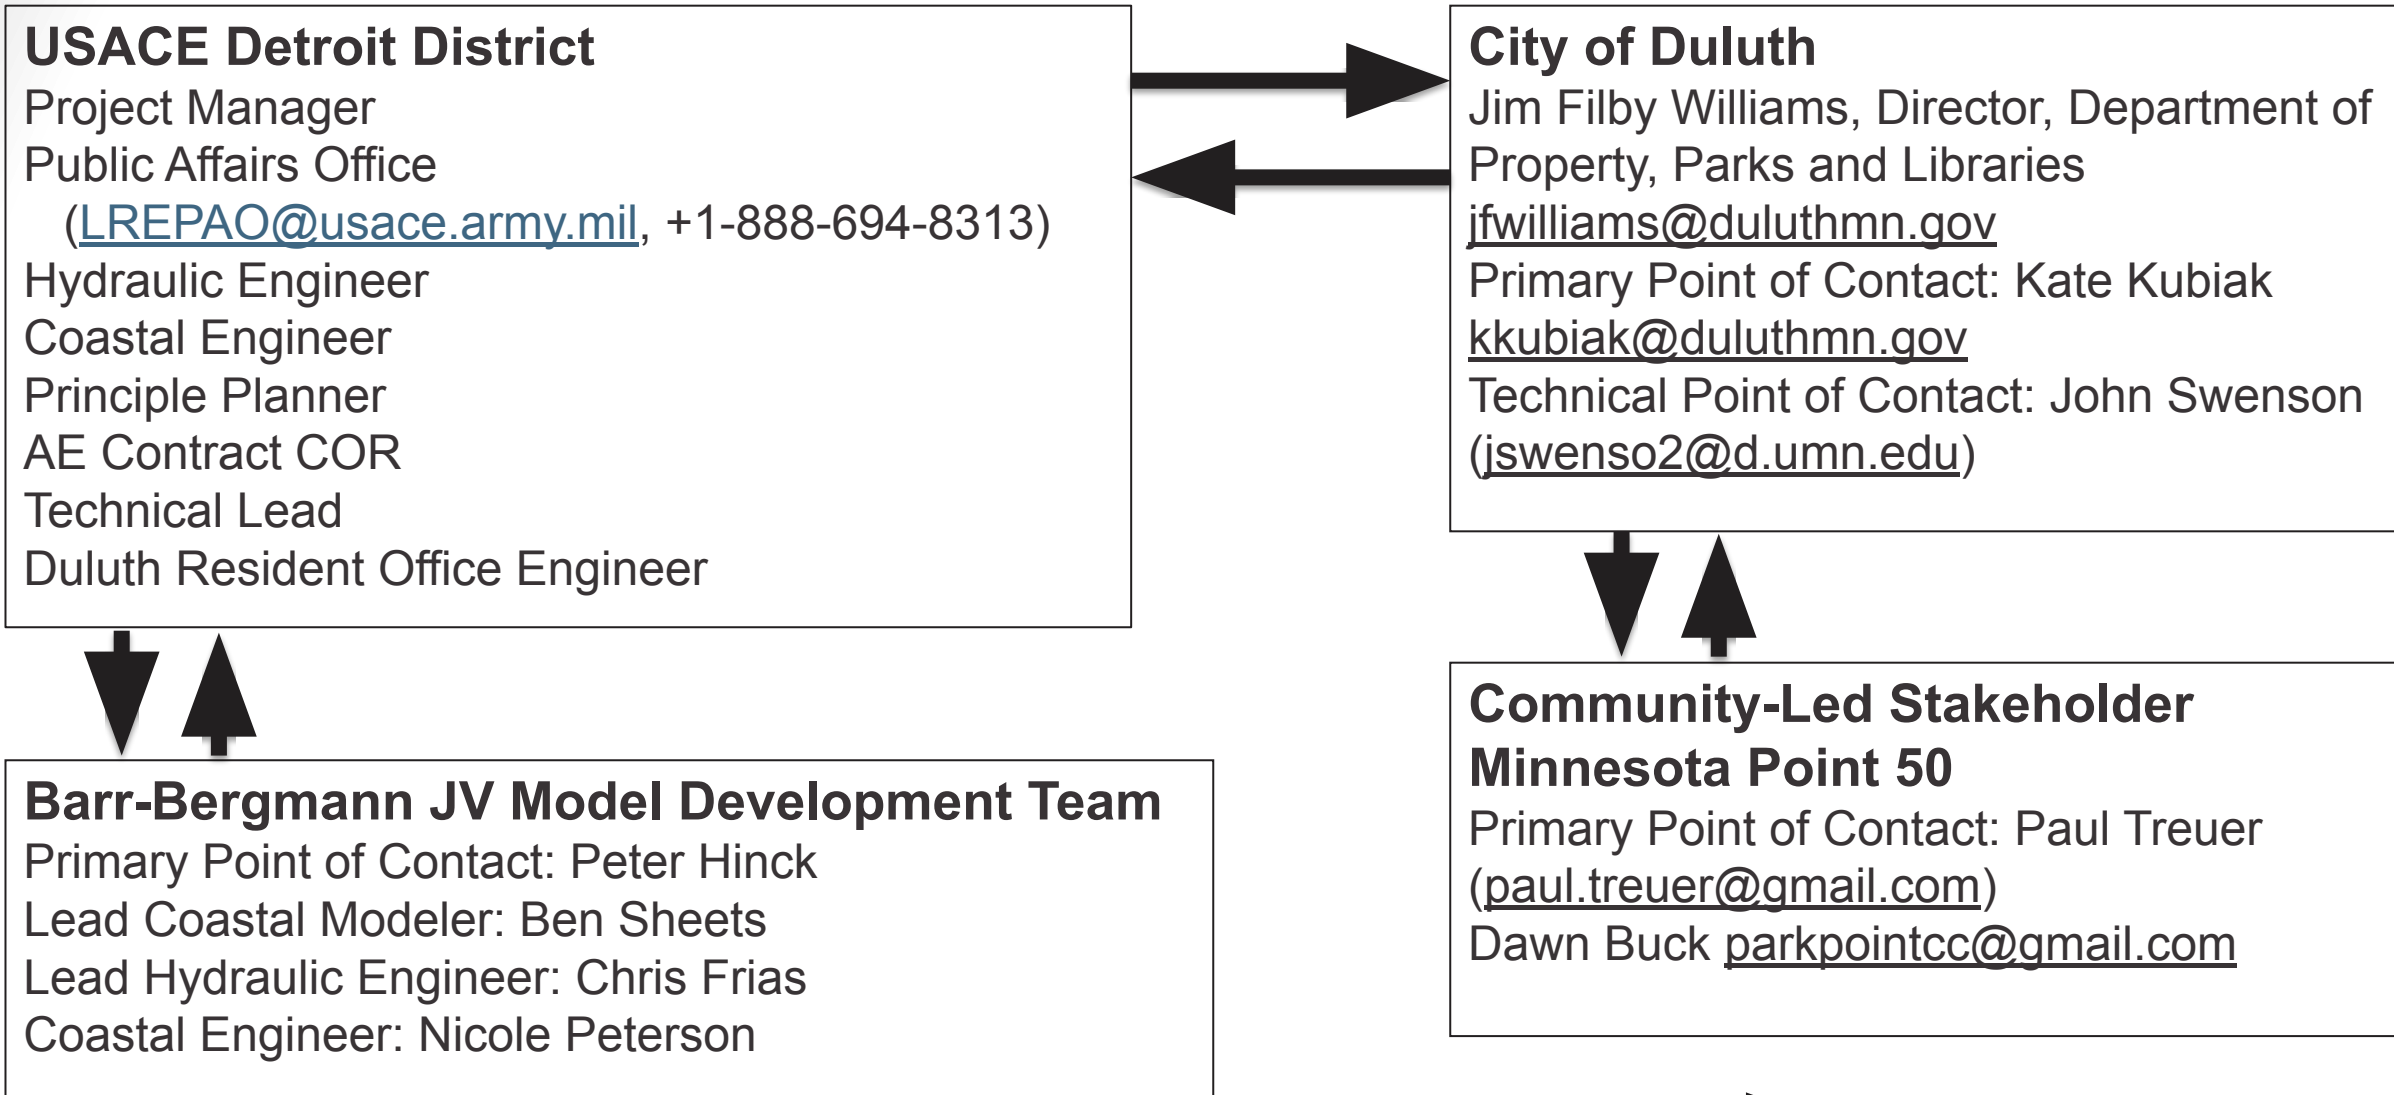 USACE Detroit District
Project Manager
Public Affairs Office
(LREPAO@usace.army.mil, +1-888-694-8313)
Hydraulic Engineer
Coastal Engineer
Principle Planner
AE Contract COR
Technical Lead
Duluth Resident Office Engineer
City of Duluth
Jim Filby Williams, Director, Department of
Property, Parks and Libraries
jfwilliams@duluthmn.gov
Primary Point of Contact: Kate Kubiak
kkubiak@duluthmn.gov
Technical Point of Contact: John Swenson
(jswenso2@d.umn.edu)
Barr-Bergmann JV Model Development Team
Primary Point of Contact: Peter Hinck
Lead Coastal Modeler: Ben Sheets
Lead Hydraulic Engineer: Chris Frias
Coastal Engineer: Nicole Peterson
Community-Led Stakeholder
Minnesota Point 50
Primary Point of Contact: Paul Treuer
(paul.treuer@gmail.com)
Dawn Buck parkpointcc@gmail.com